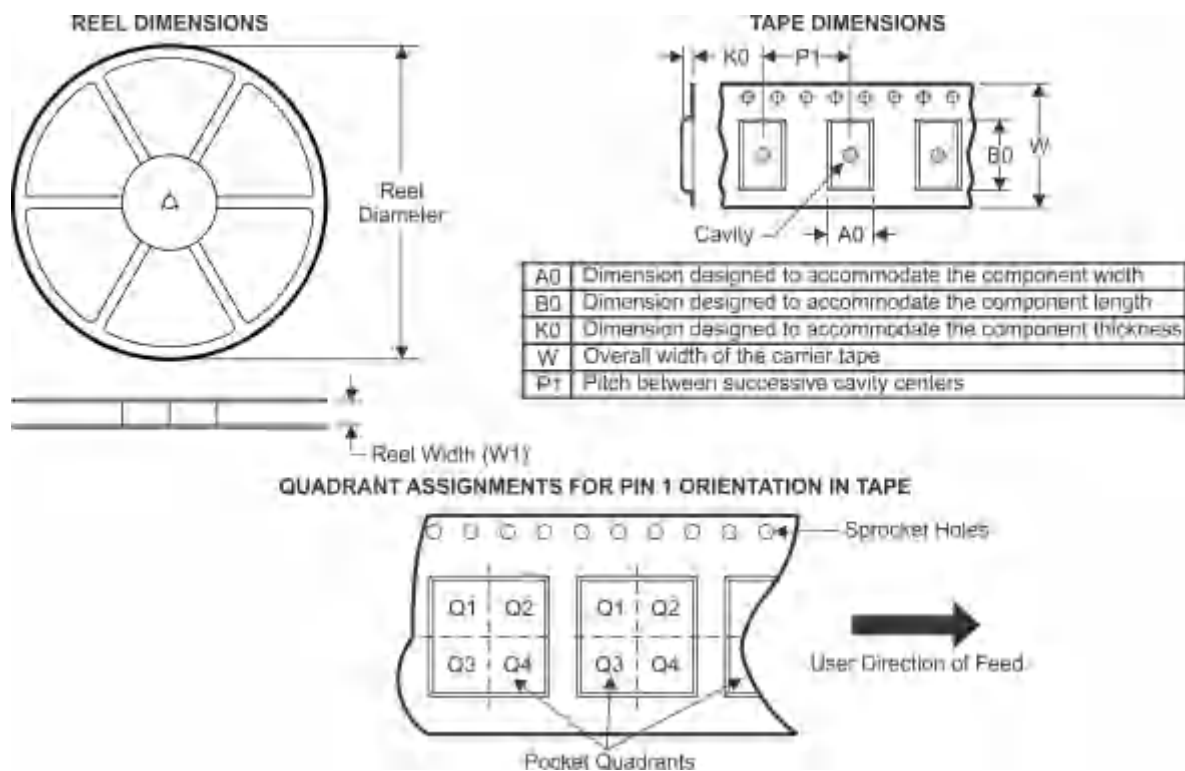 REEL DIMENSIONS
Reel
Diameter
Reel Width (W1)
TAPE DIMENSIONS
K0
P1
B0
W
Cavity
A0
A0 Dimension designed to accommodate the component width
B0 Dimension designed to accommodate the component length
K0 Dimension designed to accommodate the component thickness
W Overall width of the carrier tape
P1 Pitch between successive cavity centers
QUADRANT ASSIGNMENTS FOR PIN 1 ORIENTATION IN TAPE
Sprocket Holes
Q1 Q2 Q1 Q2
Q3 Q4 Q3 Q4
User Direction of Feed
Pocket Quadrants